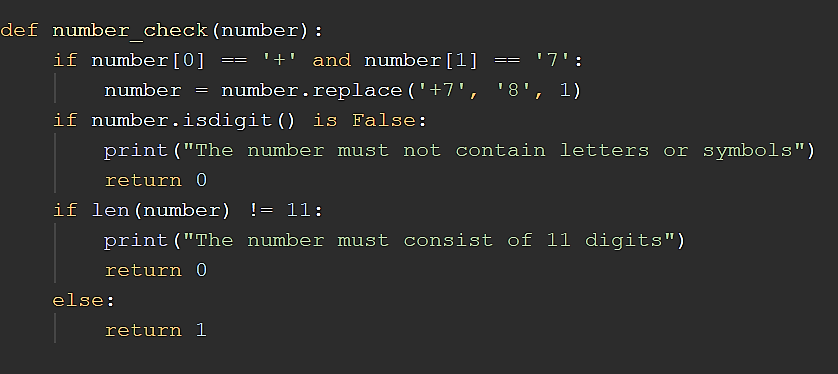 def number_check(number):
    if number[0] == '+' and number[1] == '7':
        number = number.replace('+7', '8', 1)
    if number.isdigit() is False:
        print("The number must not contain letters or symbols")
        return 0
    if len(number) != 11:
        print("The number must consist of 11 digits")
        return 0
    else:
        return 1